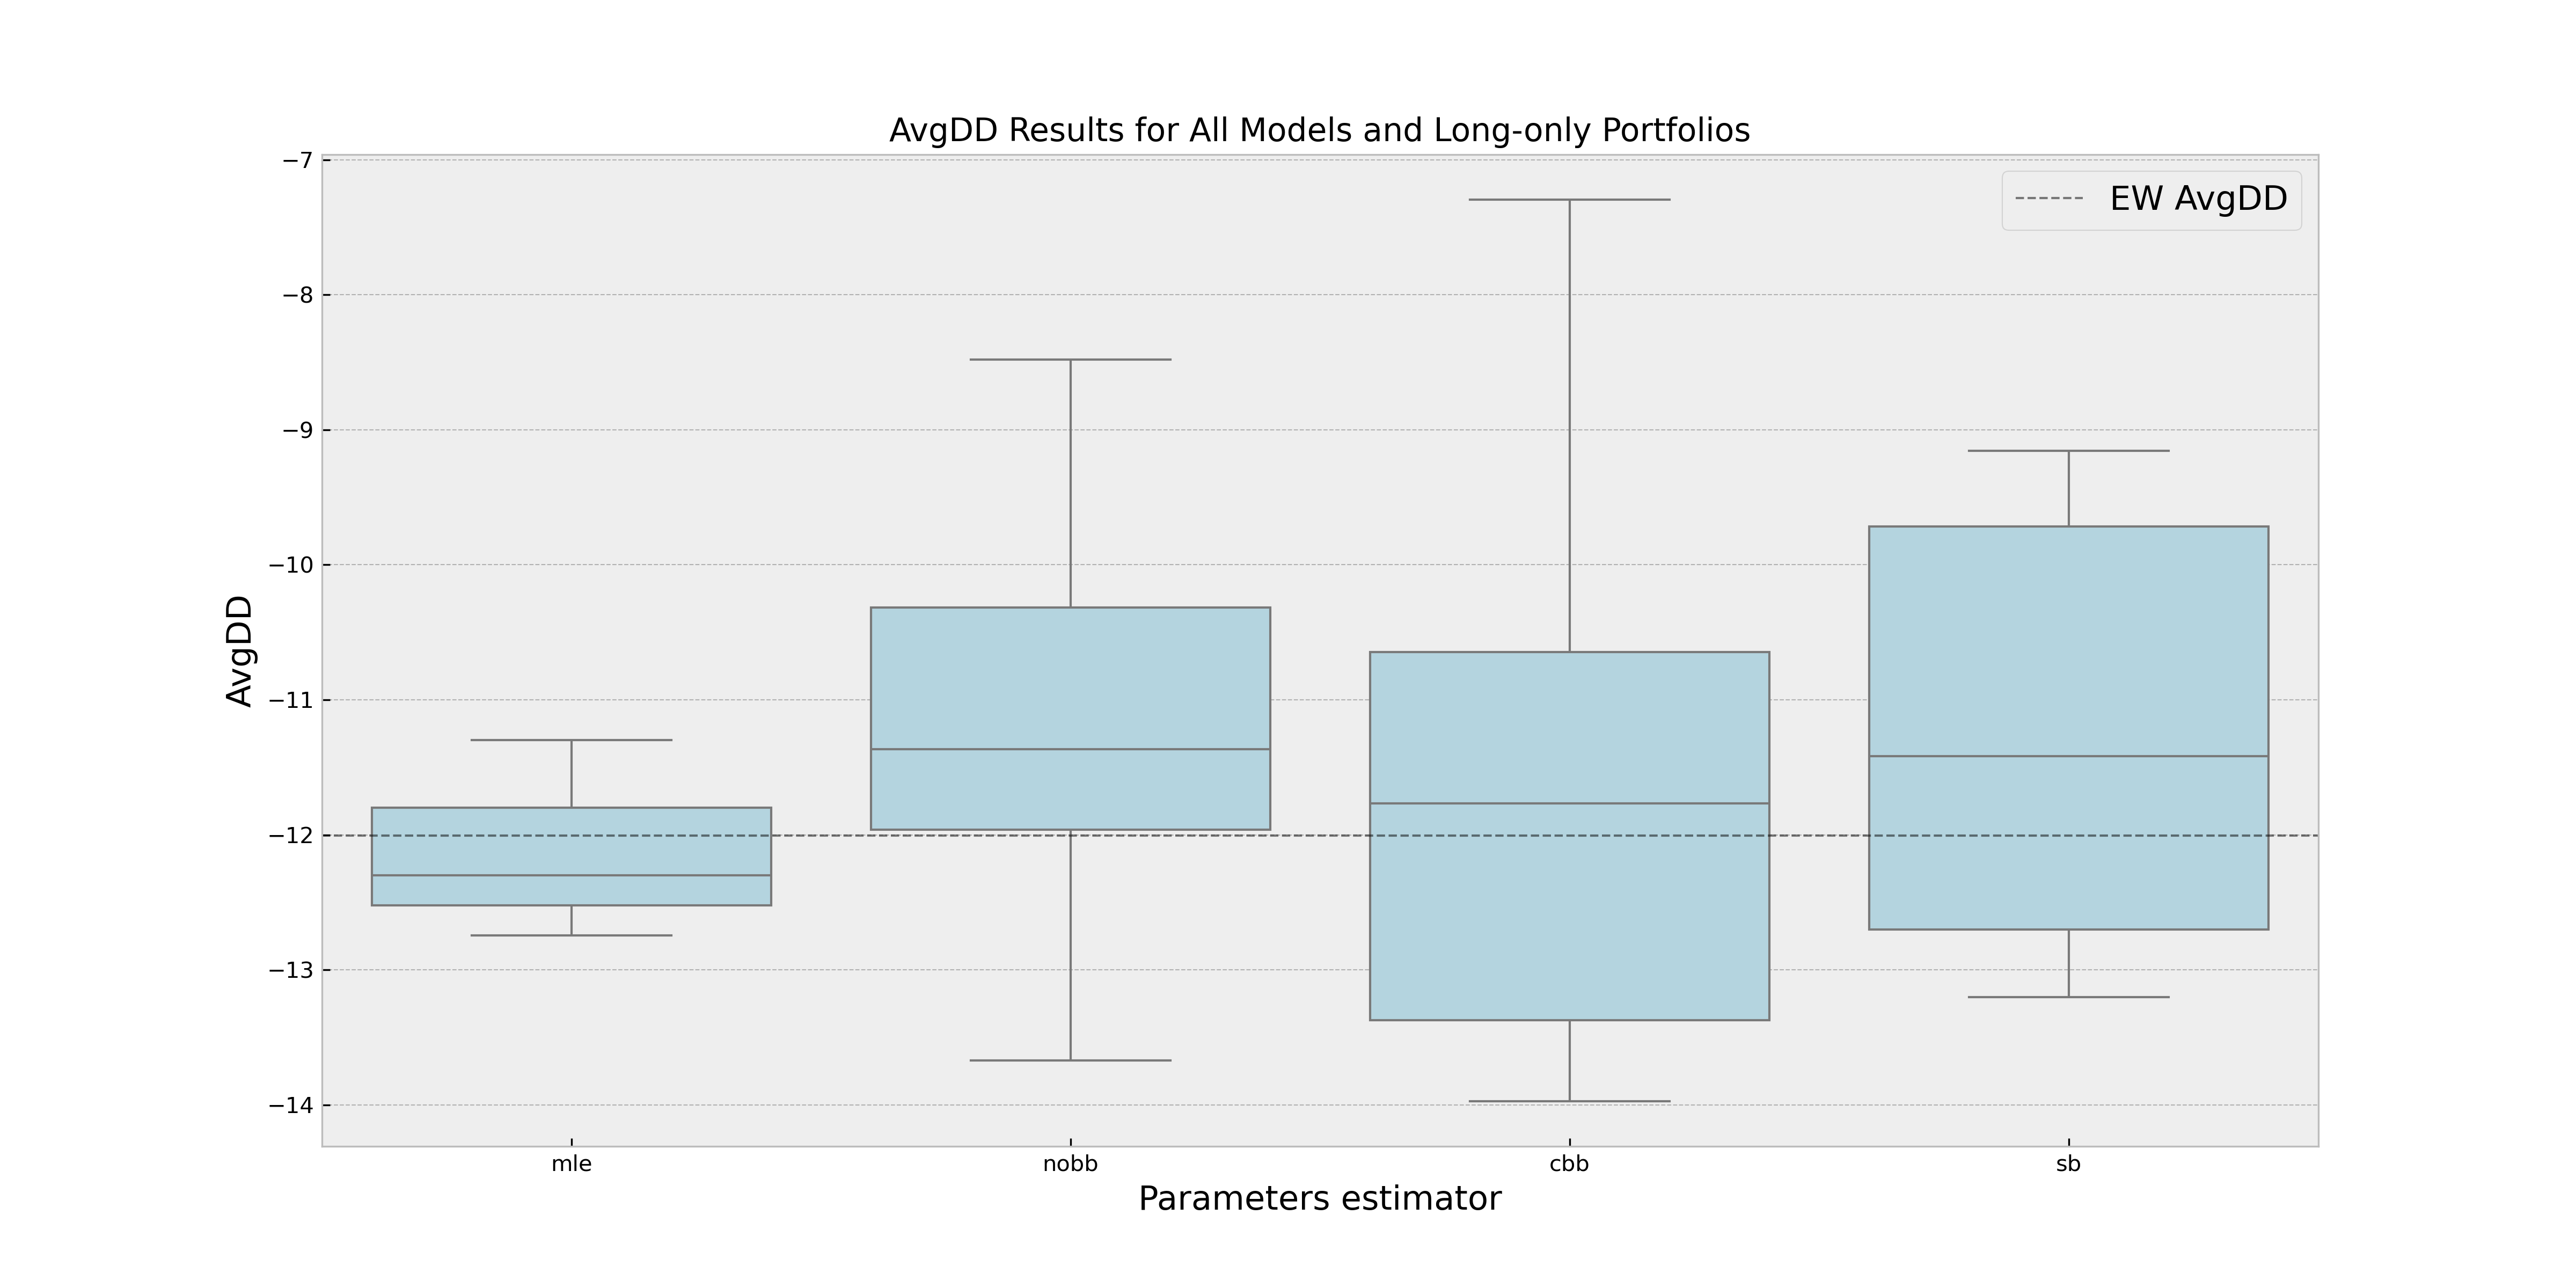 AvgDD Results for All Models and Long-only Portfolios
EW AvgDD
AvgDD
−7
−8
−9
−10
−11
−12
−13
−14
mle nobb cbb sb
Parameters estimator